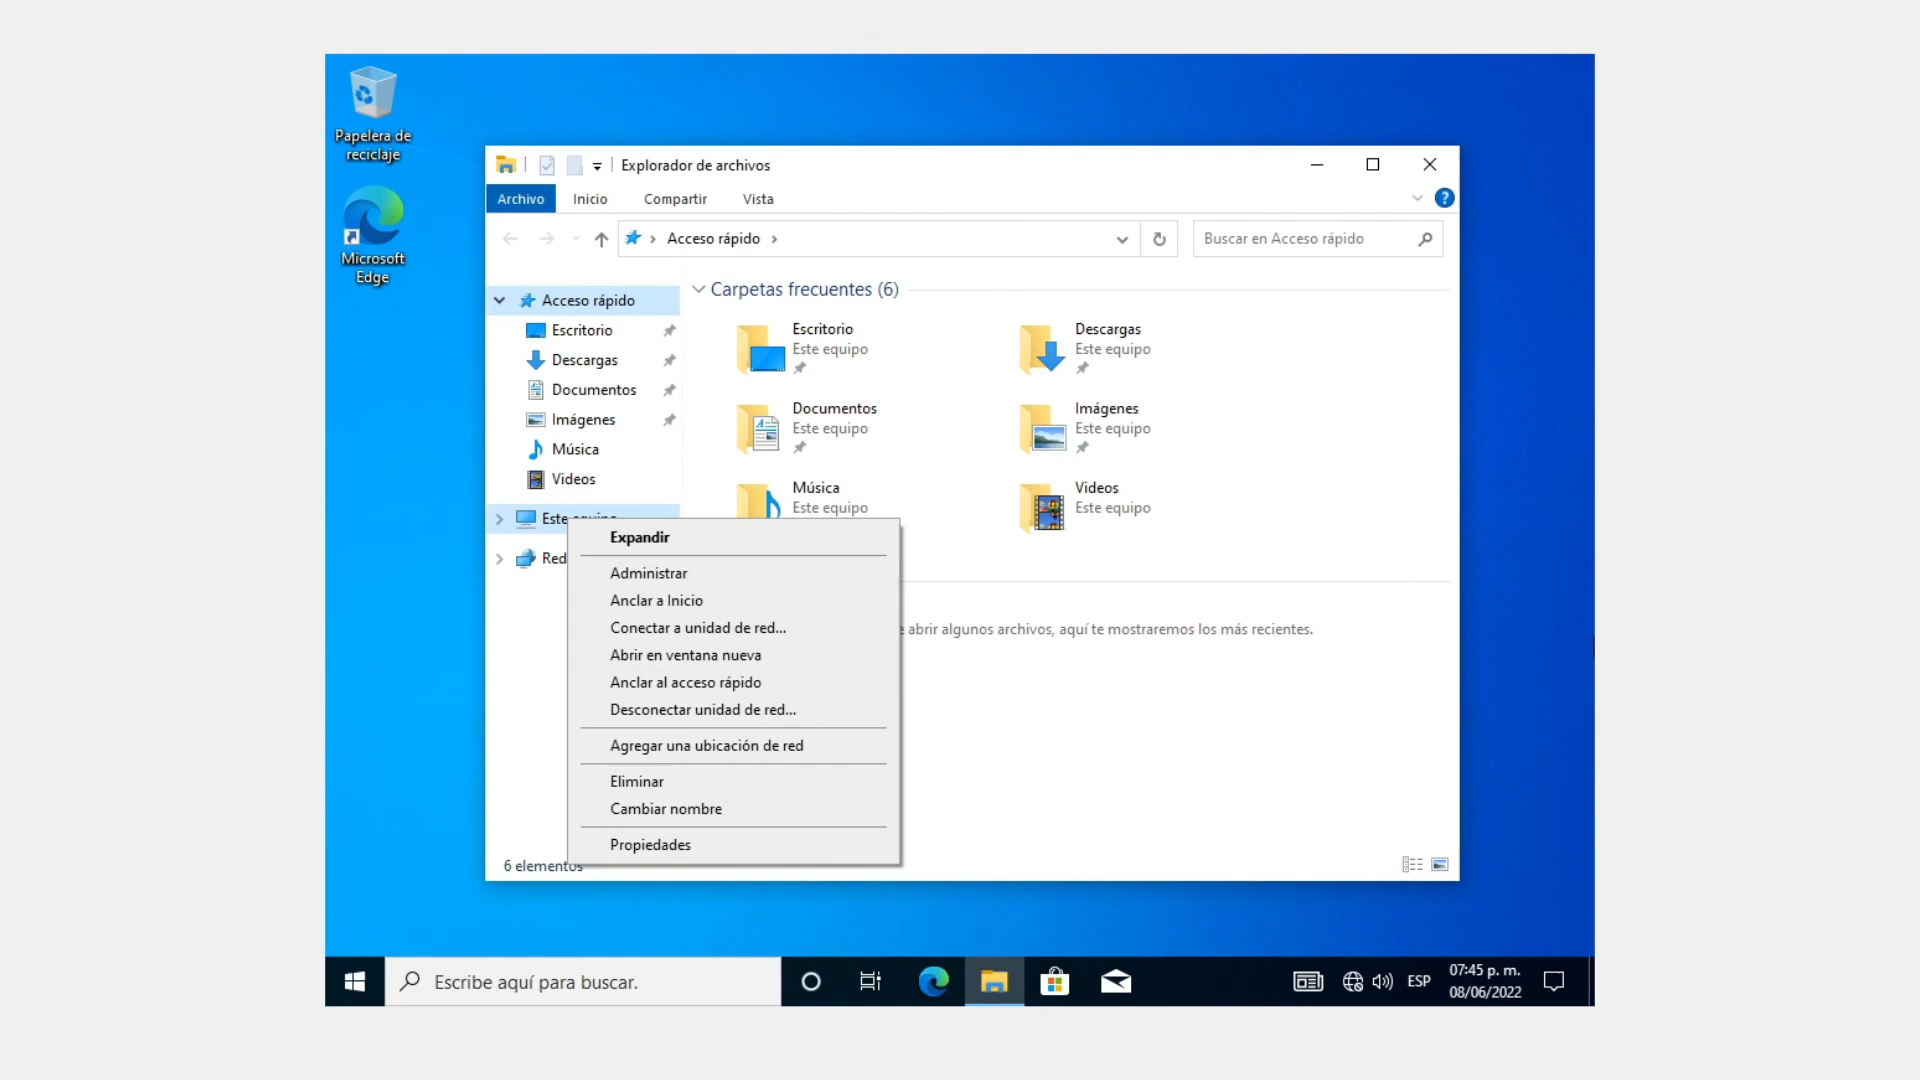 Papelera de
reciclaje
Microsoft
Edge
Explorador de archivos
Archivo
Inicio
Compartir
Vista
?
Acceso rápido
Buscar en Acceso rápido
Acceso rápido
Escritorio
Descargas
Documentos
Imágenes
Música
Videos
Este equipo
Red
Carpetas frecuentes (6)
Escritorio
Este equipo
Descargas
Este equipo
Documentos
Este equipo
Imágenes
Este equipo
Música
Este equipo
Videos
Este equipo
abrir algunos archivos, aquí te mostraremos los más recientes.
Expandir
Administrar
Anclar a Inicio
Conectar a unidad de red...
Abrir en ventana nueva
Anclar al acceso rápido
Desconectar unidad de red...
Agregar una ubicación de red
Eliminar
Cambiar nombre
Propiedades
6 elementos
Escribe aquí para buscar.
ESP
07:45 p. m.
08/06/2022